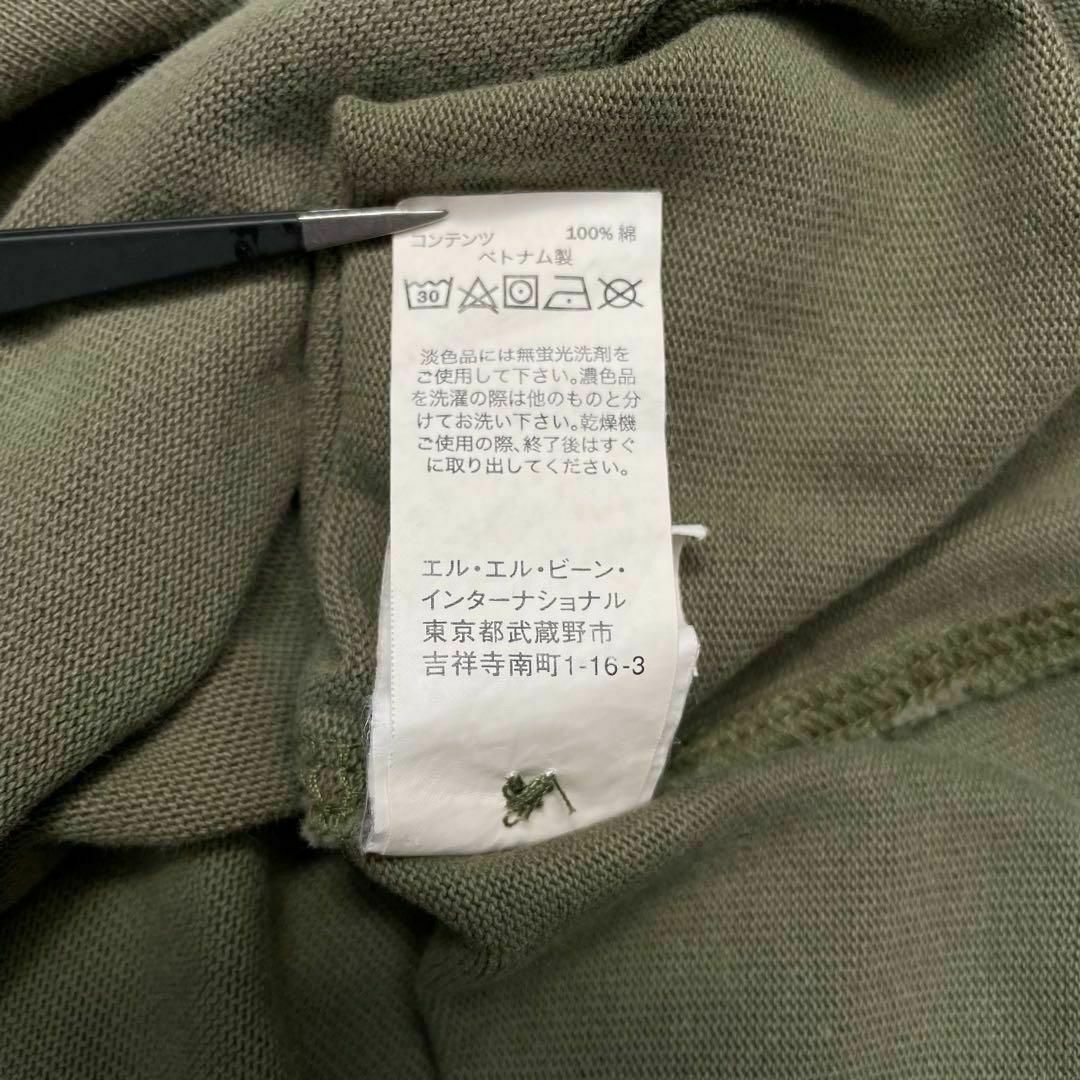 コンテンツ 100% 綿
ベトナム製
30
淡色品には無蛍光洗剤を
ご使用して下さい。濃色品
を洗濯の際は他のものと分
けてお洗い下さい。乾燥機
ご使用の際、終了後はすぐ
に取り出してください。
エル・エル・ビーン・
インターナショナル
東京都武蔵野市
吉祥寺南町1-16-3